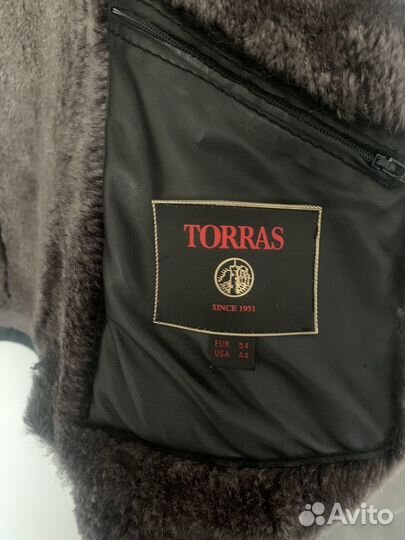 TORRAS
SINCE 1951
EUR 54
USA 44
Avito